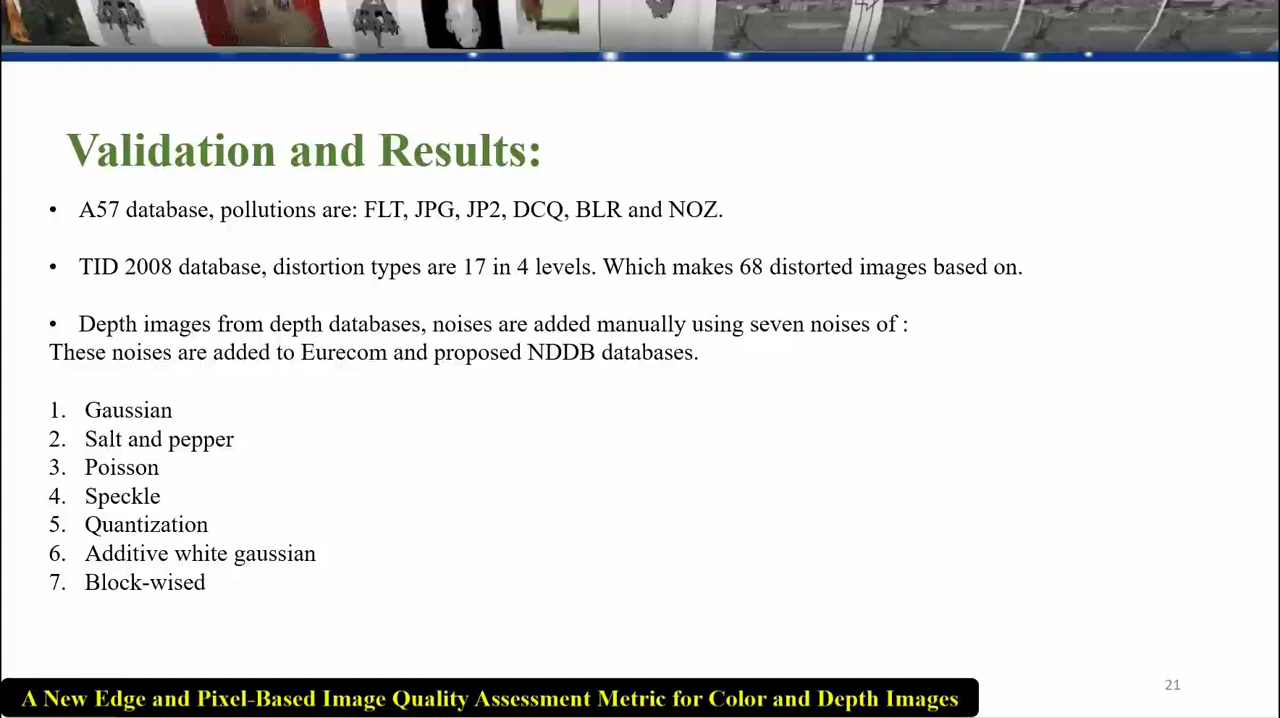 Validation and Results:
• A57 database, pollutions are: FLT, JPG, JP2, DCQ, BLR and NOZ.
• TID 2008 database, distortion types are 17 in 4 levels. Which makes 68 distorted images based on.
• Depth images from depth databases, noises are added manually using seven noises of :
These noises are added to Eurecom and proposed NDDB databases.
1. Gaussian
2. Salt and pepper
3. Poisson
4. Speckle
5. Quantization
6. Additive white gaussian
7. Block-wised
21
A New Edge and Pixel-Based Image Quality Assessment Metric for Color and Depth Images